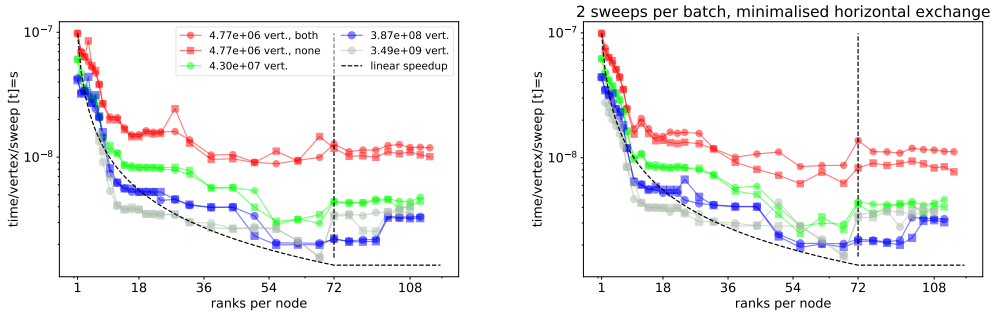 2 sweeps per batch, minimalised horizontal exchange
10⁻⁷
10⁻⁸
time/vertex/sweep [t]=s
4.77e+06 vert., both
4.77e+06 vert., none
4.30e+07 vert.
3.87e+08 vert.
3.49e+09 vert.
linear speedup
1 18 36 54 72 108
ranks per node
10⁻⁷
10⁻⁸
time/vertex/sweep [t]=s
1 18 36 54 72 108
ranks per node